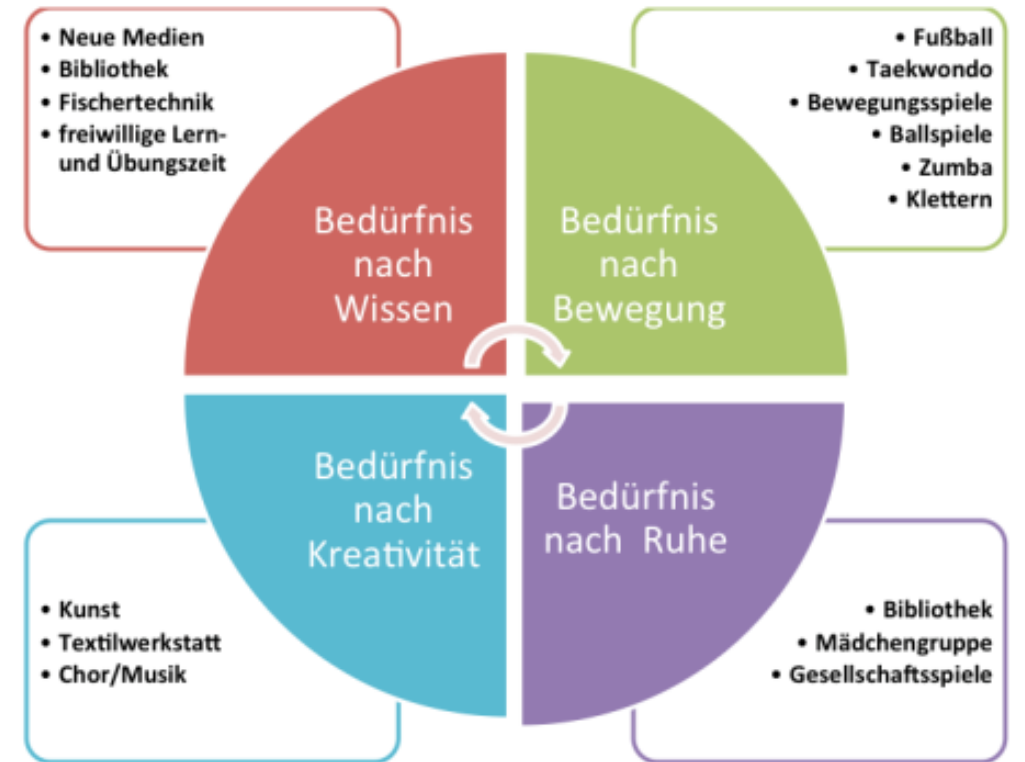 • Neue Medien
• Bibliothek
• Fischertechnik
• freiwillige Lern-
und Übungszeit
• Fußball
• Taekwondo
• Bewegungsspiele
• Ballspiele
• Zumba
• Klettern
Bedürfnis
nach
Wissen
Bedürfnis
nach
Bewegung
Bedürfnis
nach
Kreativität
Bedürfnis
nach Ruhe
• Kunst
• Textilwerkstatt
• Chor/Musik
• Bibliothek
• Mädchengruppe
• Gesellschaftsspiele